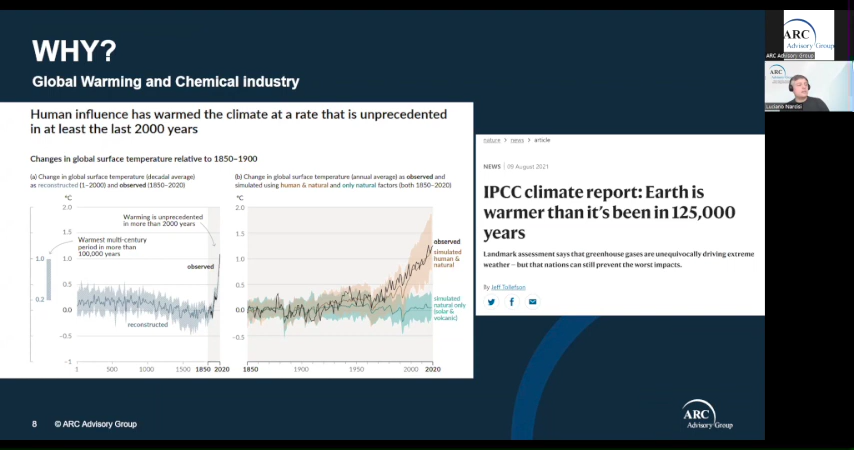 WHY?
Global Warming and Chemical industry
Human influence has warmed the climate at a rate that is unprecedented
in at least the last 2000 years
Changes in global surface temperature relative to 1850–1900
(a) Change in global surface temperature (decadal average)
as reconstructed (1–2000) and observed (1850–2020)
°C
2.0
1.5
1.0
0.5
0.0
−0.5
−1
1.0
0.2
Warming is unprecedented
in more than 2000 years
Warmest multi-century
period in more than
100,000 years
observed
reconstructed
1
500
1000
1500
1850
2020
(b) Change in global surface temperature (annual average) as observed and
simulated using human & natural and only natural factors (both 1850–2020)
°C
2.0
1.5
1.0
0.5
0.0
−0.5
observed
simulated
human &
natural
simulated
natural only
(solar &
volcanic)
1850
1900
1950
2000
2020
nature > news > article
NEWS | 09 August 2021
IPCC climate report: Earth is
warmer than it's been in 125,000
years
Landmark assessment says that greenhouse gases are unequivocally driving extreme
weather — but that nations can still prevent the worst impacts.
By Jeff Tollefson
8 © ARC Advisory Group
ARC
Advisory Group
ARC
Advisory Group
ARC Advisory Group
ARC
Luciano Nardisi